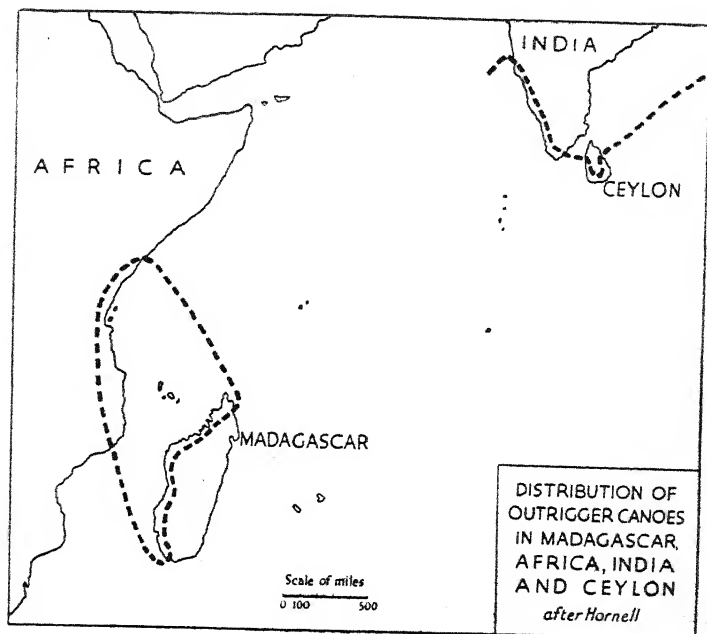 INDIA
AFRICA
CEYLON
MADAGASCAR
DISTRIBUTION OF
OUTRIGGER CANOES
IN MADAGASCAR,
AFRICA, INDIA
AND CEYLON
after Hornell
Scale of miles
0 100 500